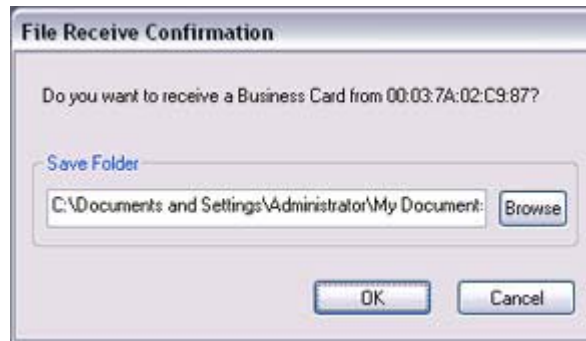 File Receive Confirmation
Do you want to receive a Business Card from 00:03:7A:02:C9:87?
Save Folder
C:\Documents and Settings\Administrator\My Document:
Browse
OK
Cancel